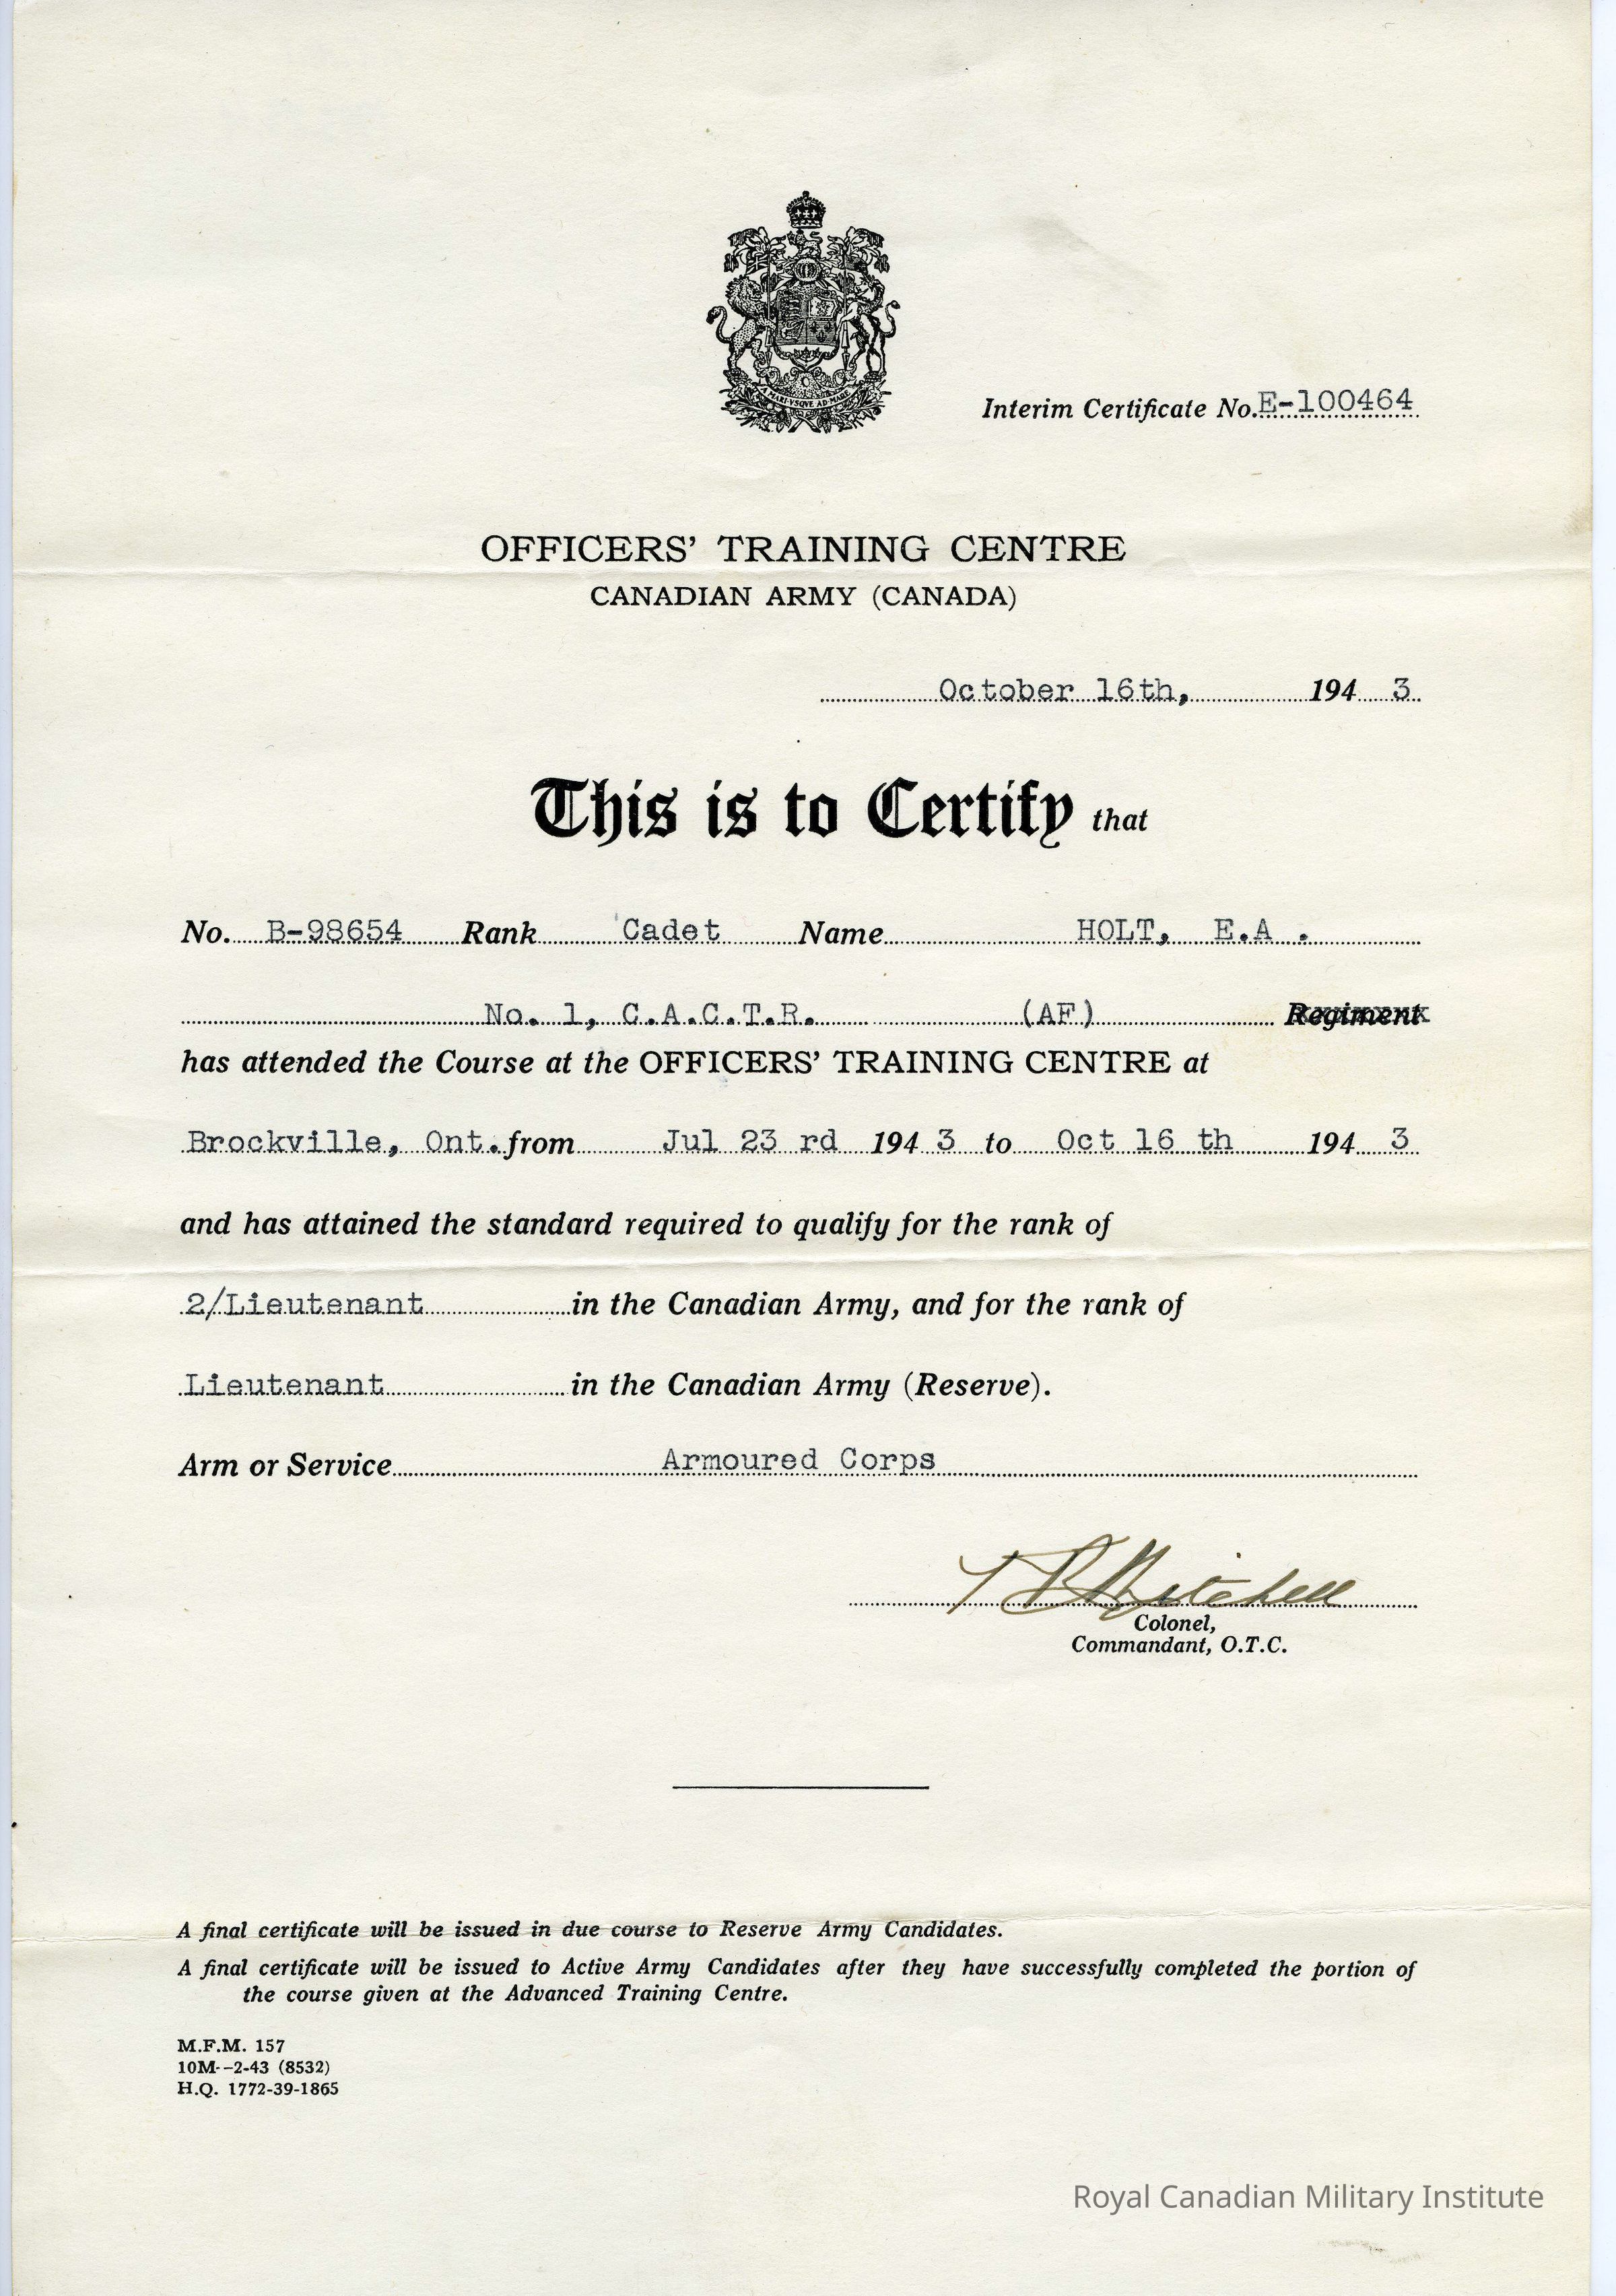 A MARI VSQVE AD MARE
Interim Certificate No. E-100464
OFFICERS' TRAINING CENTRE
CANADIAN ARMY (CANADA)
October 16th, 194 3
This is to Certify that
No. B-98654 Rank Cadet Name HOLT, E.A.
No. 1, C.A.C.T.R. (AF) Regiment
has attended the Course at the OFFICERS' TRAINING CENTRE at
Brockville, Ont. from Jul 23 rd 194 3 to Oct 16 th 194 3
and has attained the standard required to qualify for the rank of
2/Lieutenant in the Canadian Army, and for the rank of
Lieutenant in the Canadian Army (Reserve).
Arm or Service Armoured Corps
Mitchell
Colonel,
Commandant, O.T.C.
A final certificate will be issued in due course to Reserve Army Candidates.
A final certificate will be issued to Active Army Candidates after they have successfully completed the portion of
the course given at the Advanced Training Centre.
M.F.M. 157
10M--2-43 (8532)
H.Q. 1772-39-1865
Royal Canadian Military Institute